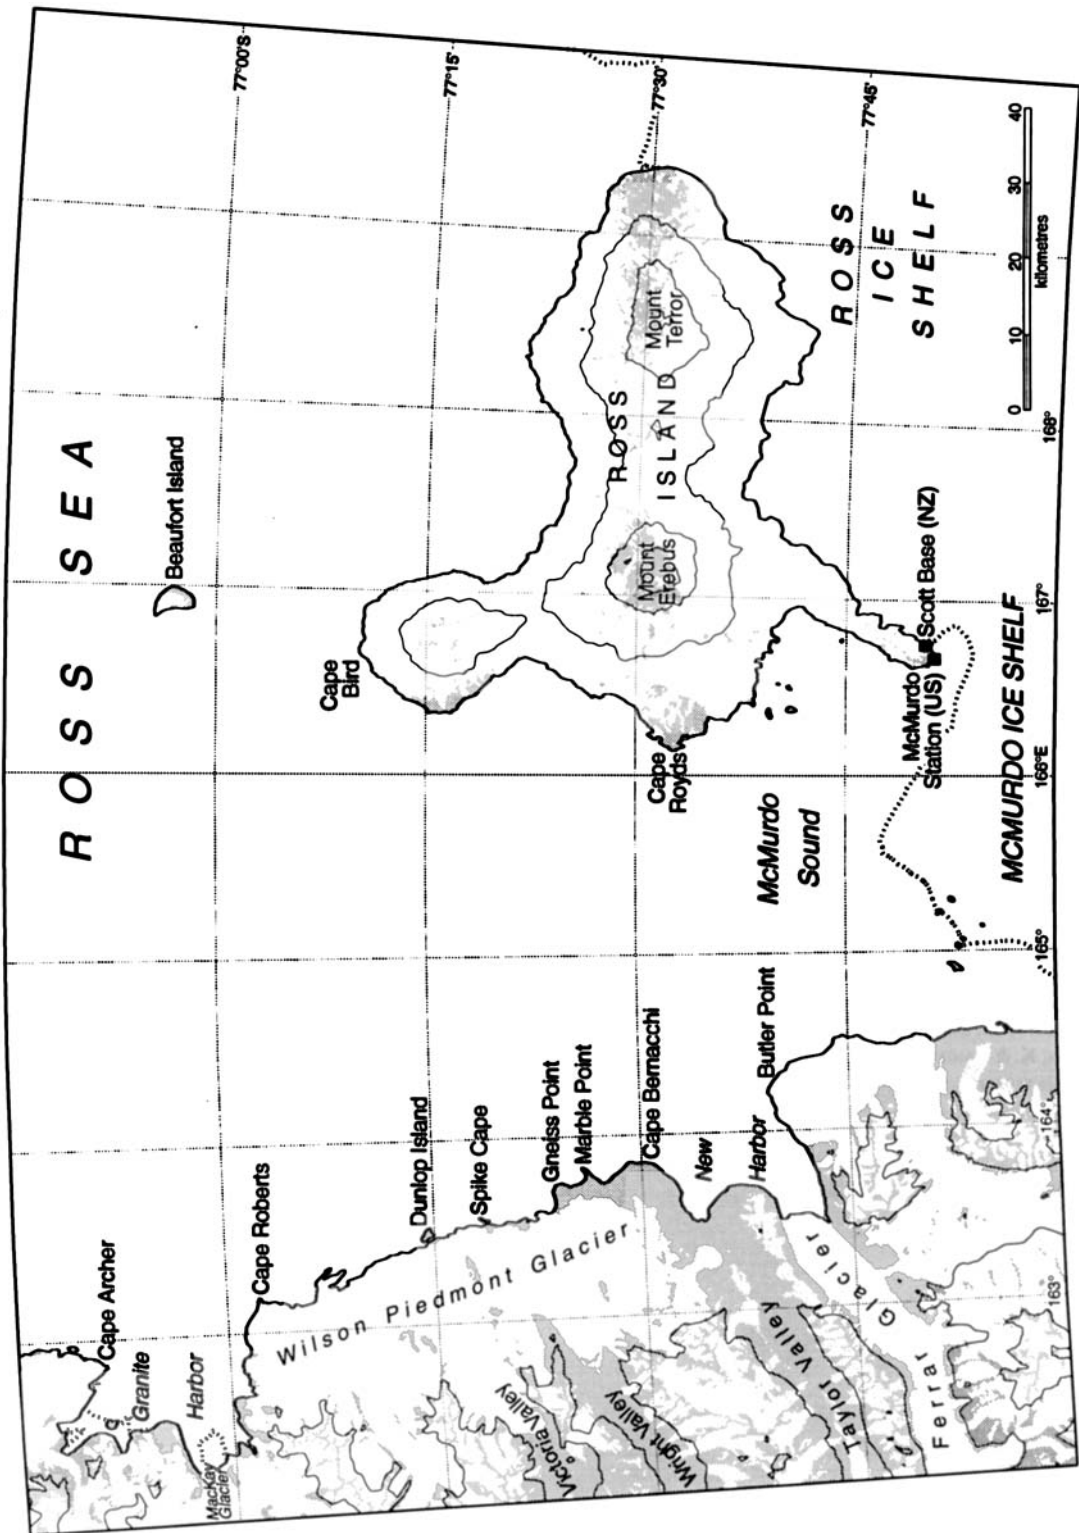 ROSS SEA
Cape Archer
Granite
Harbor
MacKay
Glacier
Beaufort Island
77°00'S
Cape Roberts
Wilson Piedmont Glacier
Cape
Bird
Dunlop Island
77°15'
Spike Cape
Victoria Valley
Gneiss Point
Marble Point
Wright Valley
Cape Bernacchi
ROSS
ISLAND
Mount
Erebus
Mount
Terror
77°30'
Cape
Royds
New
Harbor
Butler Point
McMurdo
Sound
Taylor Valley
Ferrar Glacier
ROSS
ICE
SHELF
77°45'
McMurdo
Station (US)
Scott Base (NZ)
MCMURDO ICE SHELF
0 10 20 30 40
kilometres
163°
164°
165°
166°E
167°
168°